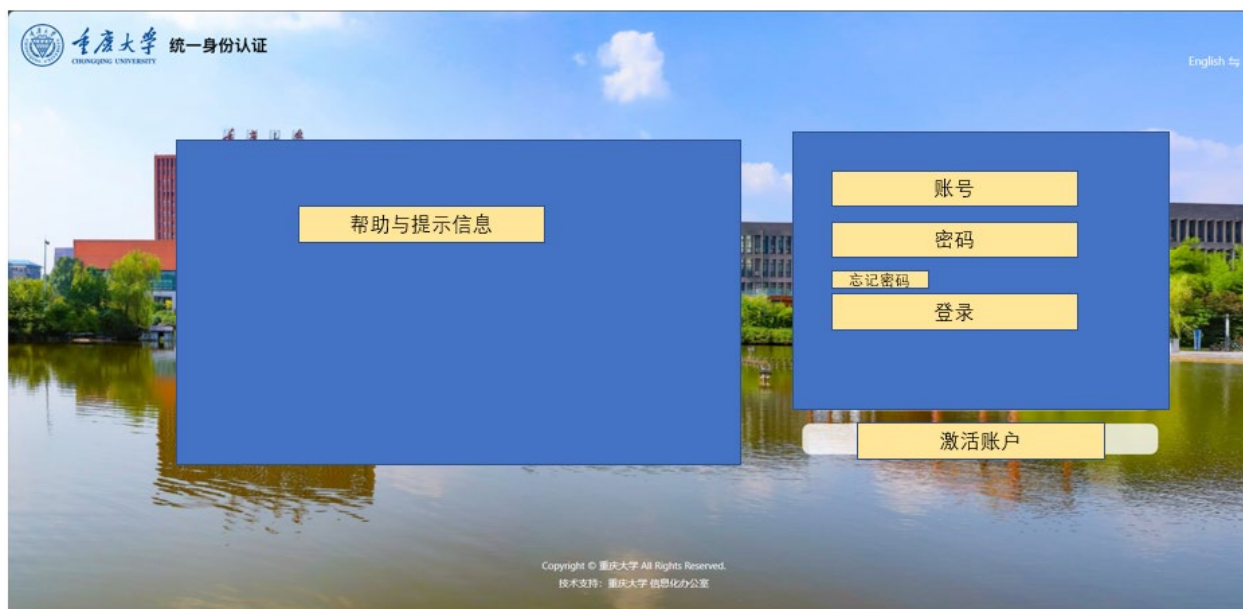 重庆大学
CHONGQING UNIVERSITY
统一身份认证
English ⇆
帮助与提示信息
账号
密码
忘记密码
登录
激活账户
Copyright © 重庆大学 All Rights Reserved.
技术支持：重庆大学 信息化办公室